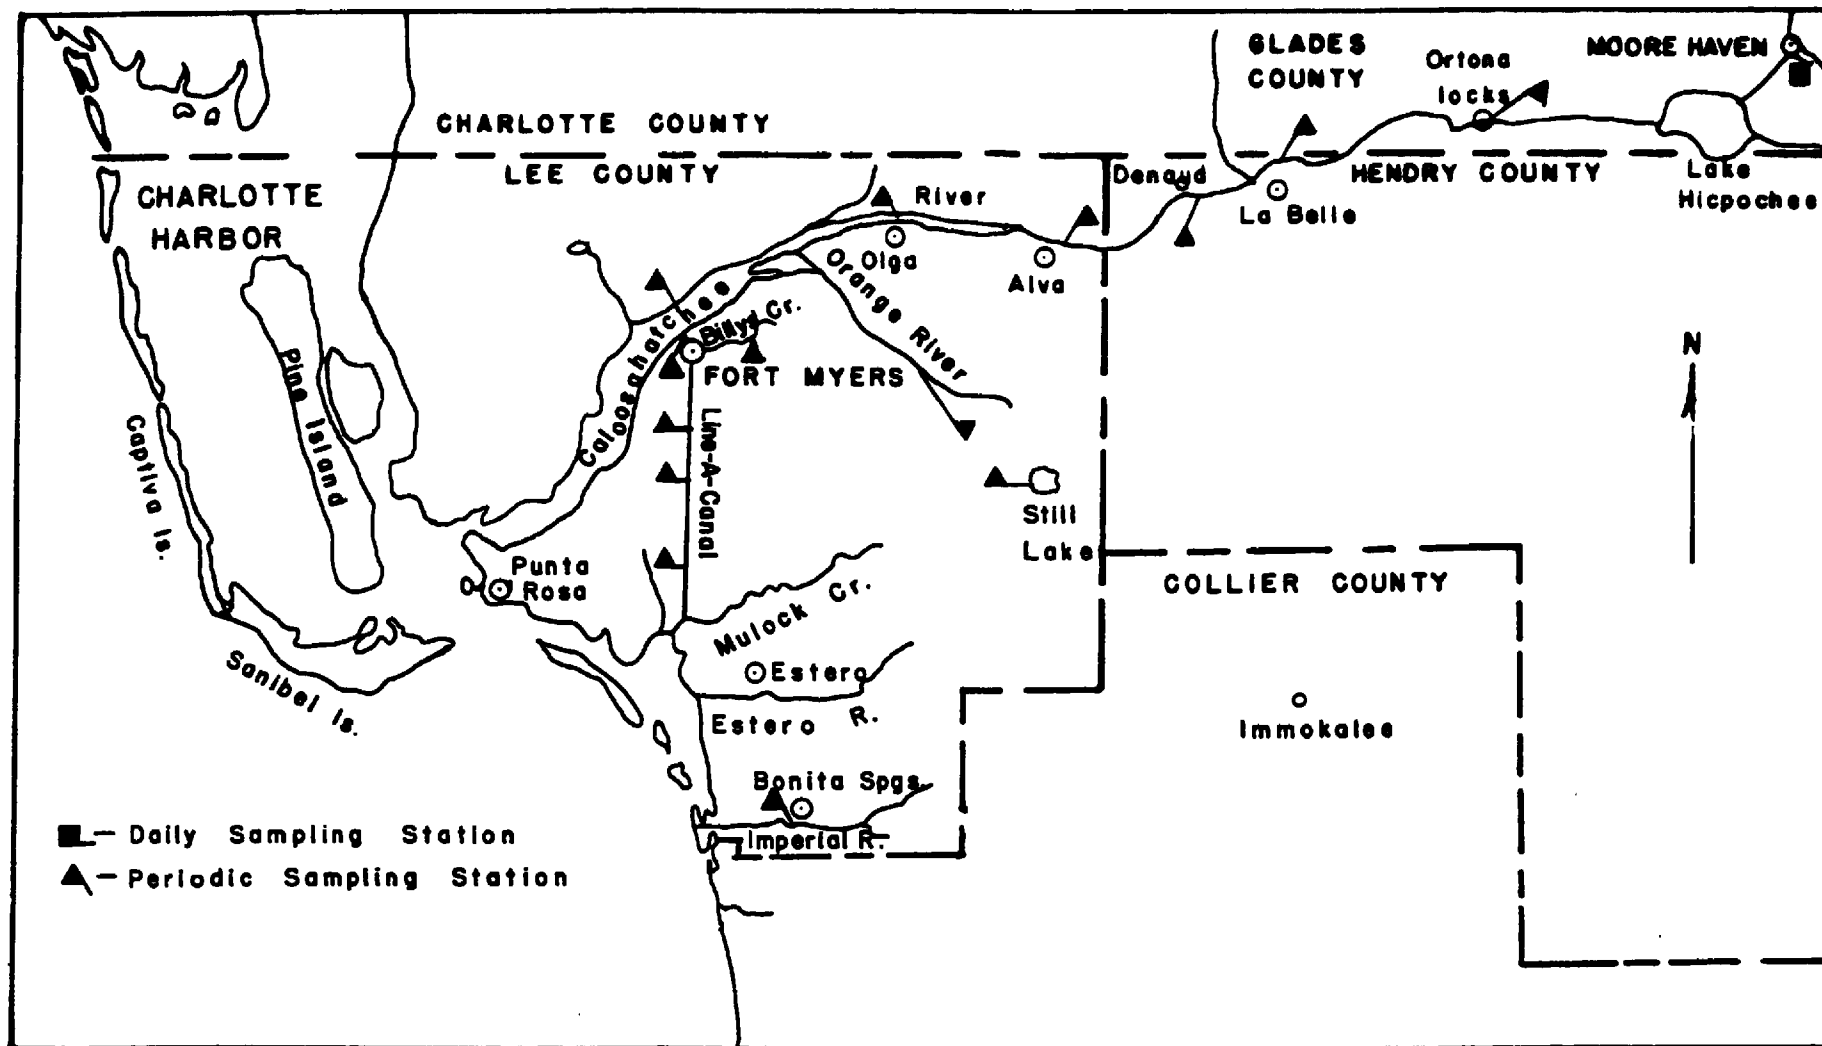 GLADES
COUNTY
Ortona
locks
MOORE HAVEN
CHARLOTTE COUNTY
LEE COUNTY
Denaud
HENDRY COUNTY
Lake
Hicpochee
La Belle
CHARLOTTE
HARBOR
River
Olga
Alva
Orange River
Caloosahatchee
Billys Cr.
FORT MYERS
N
Pine Island
Captiva Is.
Line-A-Canal
Still
Lake
Punta
Rosa
COLLIER COUNTY
Mulock Cr.
Estero
Estero R.
Sanibel Is.
Immokalee
Bonita Spgs.
Imperial R.
- Daily Sampling Station
- Periodic Sampling Station